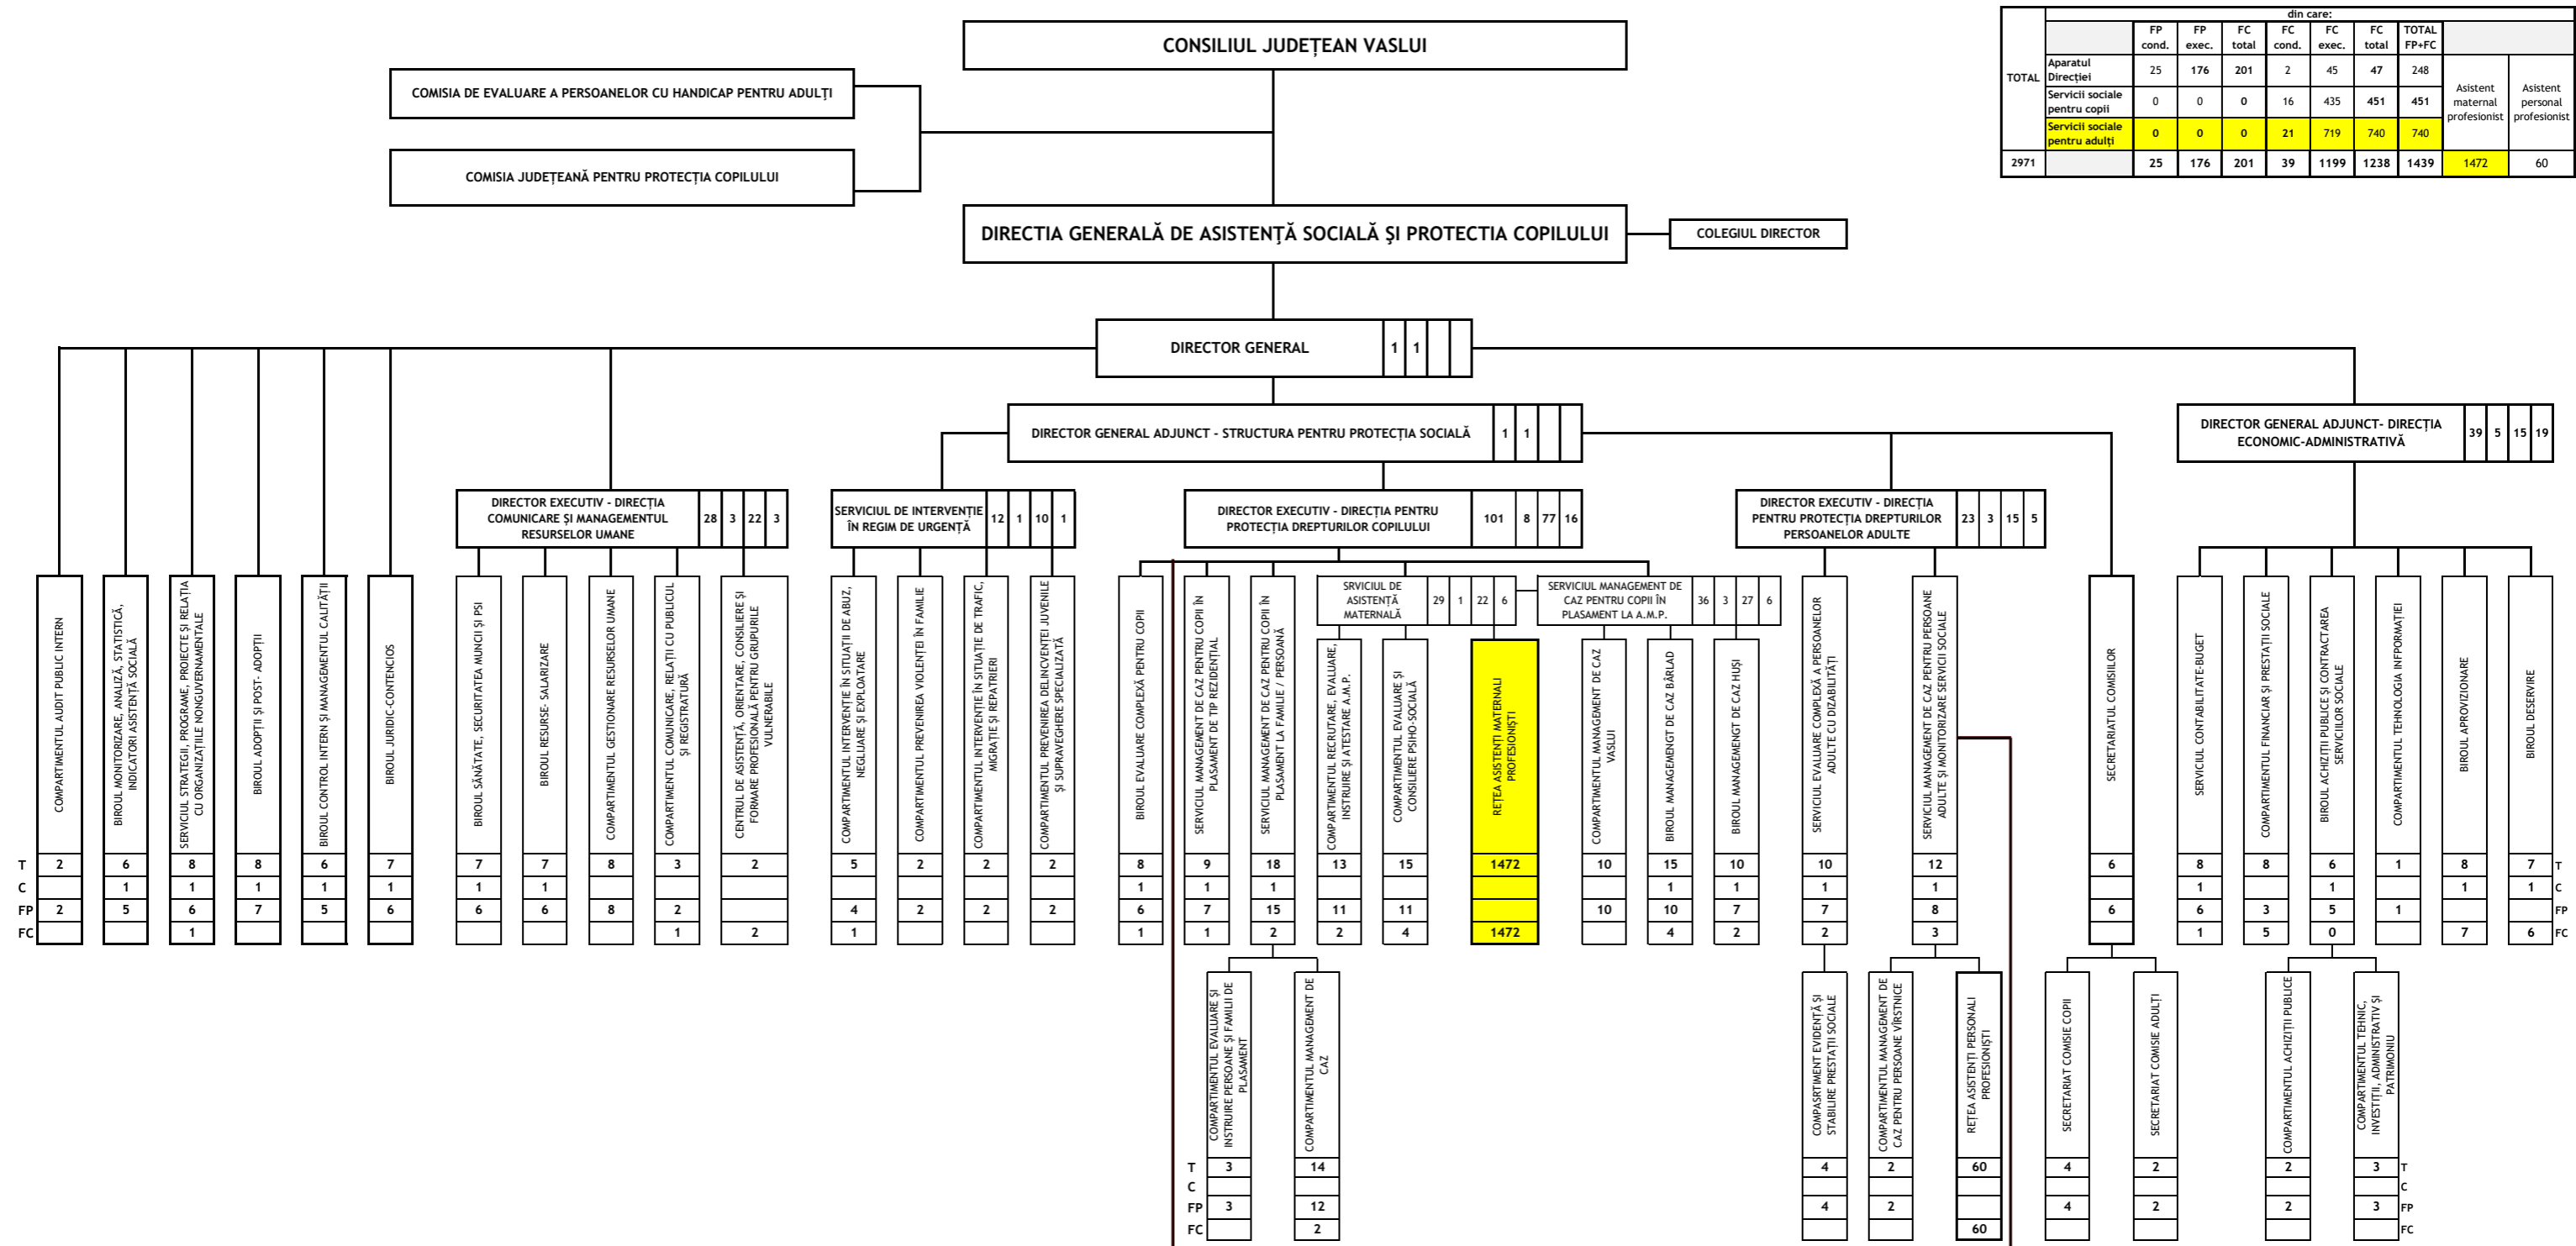 CONSILIUL JUDEȚEAN VASLUI
COMISIA DE EVALUARE A PERSOANELOR CU HANDICAP PENTRU ADULȚI
COMISIA JUDEȚEANĂ PENTRU PROTECȚIA COPILULUI
din care:
FP FP FC FC FC FC TOTAL
cond. exec. total cond. exec. total FP+FC
TOTAL
Aparatul
Direcției 25 176 201 2 45 47 248
Servicii sociale
pentru copii 0 0 0 16 435 451 451
Servicii sociale
pentru adulți 0 0 0 21 719 740 740
Asistent
maternal
profesionist
Asistent
personal
profesionist
2971 25 176 201 39 1199 1238 1439 1472 60
DIRECTIA GENERALĂ DE ASISTENŢĂ SOCIALĂ ŞI PROTECTIA COPILULUI
COLEGIUL DIRECTOR
DIRECTOR GENERAL 1 1
DIRECTOR GENERAL ADJUNCT - STRUCTURA PENTRU PROTECȚIA SOCIALĂ 1 1
DIRECTOR GENERAL ADJUNCT- DIRECȚIA
ECONOMIC-ADMINISTRATIVĂ
39 5 15 19
DIRECTOR EXECUTIV - DIRECȚIA
COMUNICARE ȘI MANAGEMENTUL
RESURSELOR UMANE
28 3 22 3
SERVICIUL DE INTERVENȚIE
ÎN REGIM DE URGENȚĂ
12 1 10 1
DIRECTOR EXECUTIV - DIRECȚIA PENTRU
PROTECȚIA DREPTURILOR COPILULUI
101 8 77 16
DIRECTOR EXECUTIV - DIRECȚIA
PENTRU PROTECȚIA DREPTURILOR
PERSOANELOR ADULTE
23 3 15 5
COMPARTIMENTUL AUDIT PUBLIC INTERN
BIROUL MONITORIZARE, ANALIZĂ, STATISTICĂ,
INDICATORI ASISTENȚĂ SOCIALĂ
SERVICIUL STRATEGII, PROGRAME, PROIECTE ȘI RELAȚIA
CU ORGANIZAȚIILE NONGUVERNAMENTALE
BIROUL ADOPȚII ȘI POST- ADOPȚII
BIROUL CONTROL INTERN ȘI MANAGEMENTUL CALITĂȚII
BIROUL JURIDIC-CONTENCIOS
BIROUL SĂNĂTATE, SECURITATEA MUNCII ȘI PSI
BIROUL RESURSE- SALARIZARE
COMPARTIMENTUL GESTIONARE RESURSELOR UMANE
COMPARTIMENTUL COMUNICARE, RELAȚII CU PUBLICUL
ȘI REGISTRATURĂ
CENTRUL DE ASISTENȚĂ, ORIENTARE, CONSILIERE ȘI
FORMARE PROFESIONALĂ PENTRU GRUPURILE
VULNERABILE
COMPARTIMENTUL INTERVENȚIE ÎN SITUAȚII DE ABUZ,
NEGLIJARE ȘI EXPLOATARE
COMPARTIMENTUL PREVENIREA VIOLENȚEI ÎN FAMILIE
COMPARTIMENTUL INTERVENȚIE ÎN SITUAȚIE DE TRAFIC,
MIGRAȚIE ȘI REPATRIERI
COMPARTIMENTUL PREVENIREA DELINCVENȚEI JUVENILE
ȘI SUPRAVEGHERE SPECIALIZATĂ
BIROUL EVALUARE COMPLEXĂ PENTRU COPII
SERVICIUL MANAGEMENT DE CAZ PENTRU COPII ÎN
PLASAMENT DE TIP REZIDENȚIAL
SERVICIUL MANAGEMENT DE CAZ PENTRU COPII ÎN
PLASAMENT LA FAMILIE / PERSOANĂ
SRVICIUL DE
ASISTENȚĂ
MATERNALĂ
29 1 22 6
SERVICIUL MANAGEMENT DE
CAZ PENTRU COPII ÎN
PLASAMENT LA A.M.P.
36 3 27 6
COMPARTIMENTUL RECRUTARE, EVALUARE,
INSTRUIRE ȘI ATESTARE A.M.P.
COMPARTIMENTUL EVALUARE ȘI
CONSILIERE PSIHO-SOCIALĂ
REȚEA ASISTENȚI MATERNALI
PROFESIONIȘTI
COMPARTIMENTUL MANAGEMENT DE CAZ
VASLUI
BIROUL MANAGEMENGT DE CAZ BÂRLAD
BIROUL MANAGEMENGT DE CAZ HUȘI
SERVICIUL EVALUARE COMPLEXĂ A PERSOANELOR
ADULTE CU DIZABILITĂȚI
SERVICIUL MANAGEMENT DE CAZ PENTRU PERSOANE
ADULTE ȘI MONITORIZARE SERVICII SOCIALE
SECRETARIATUL COMISIILOR
SERVICIUL CONTABILITATE-BUGET
COMPARTIMENTUL FINANCIAR ȘI PRESTAȚII SOCIALE
BIROUL ACHIZIȚII PUBLICE ȘI CONTRACTAREA
SERVICIILOR SOCIALE
COMPARTIMENTUL TEHNOLOGIA INFPORMAȚIEI
BIROUL APROVIZIONARE
BIROUL DESERVIRE
T 2 6 8 8 6 7 7 7 8 3 2 5 2 2 2 8 9 18 13 15 1472 10 15 10 10 12 6 8 8 6 1 8 7 T
C 1 1 1 1 1 1 1 1 1 1 1 1 1 1 1 1 1 1 C
FP 2 5 6 7 5 6 6 6 8 2 4 2 2 2 6 7 15 11 11 10 10 7 7 8 6 6 3 5 1 FP
FC 1 1 2 1 1 1 2 2 4 1472 4 2 2 3 1 5 0 7 6 FC
COMPARTIMENTUL EVALUARE ȘI
INSTRUIRE PERSOANE ȘI FAMILII DE
PLASAMENT
COMPARTIMENTUL MANAGEMENT DE
CAZ
COMPASRTIMENT EVIDENȚĂ ȘI
STABILIRE PRESTAȚII SOCIALE
COMPARTIMENTUL MANAGEMENT DE
CAZ PENTRU PERSOANE VÎRSTNICE
REȚEA ASISTENȚI PERSONALI
PROFESIONIȘTI
SECRETARIAT COMISIE COPII
SECRETARIAT COMISIE ADULȚI
COMPARTIMENTUL ACHIZIȚII PUBLICE
COMPARTIMENTUL TEHNIC,
INVESTIȚII, ADMINISTRATIV ȘI
PATRIMONIU
T 3 14 4 2 60 4 2 2 3 T
C C
FP 3 12 4 2 4 2 2 3 FP
FC 2 60 FC